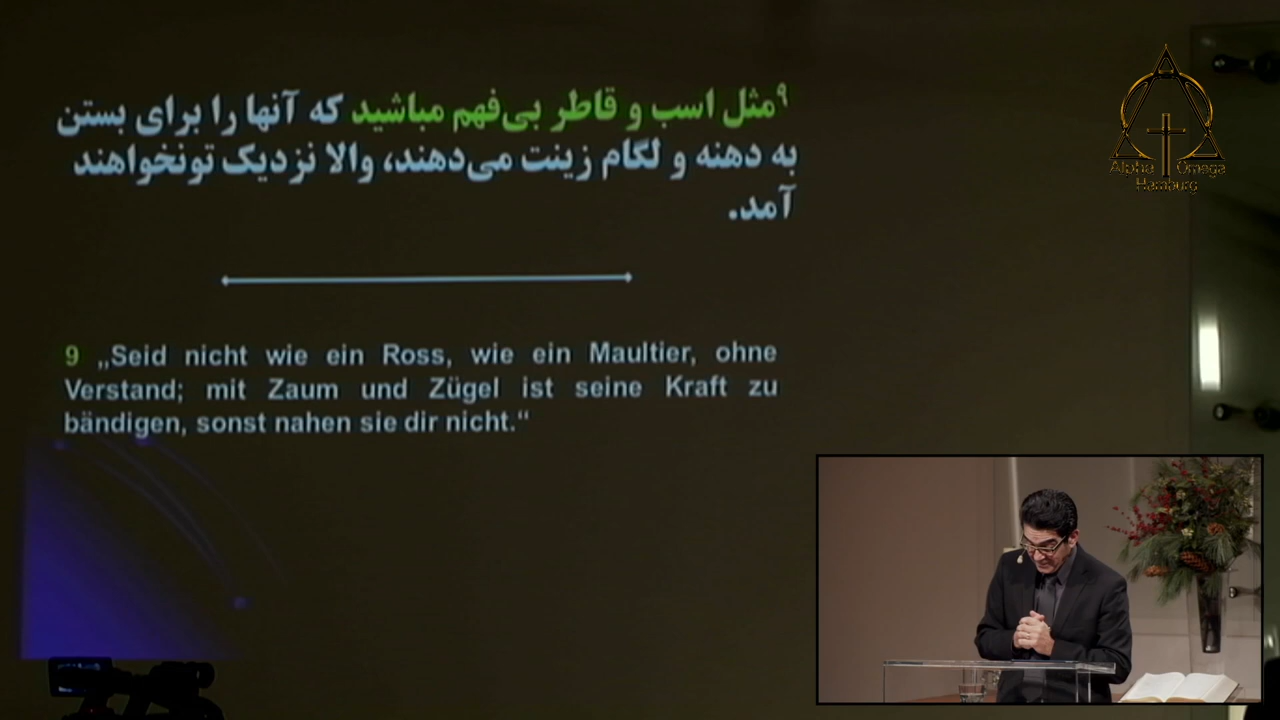 ۹مثل اسب و قاطر بی‌فهم مباشید که آنها را برای بستن
به دهنه و لگام زینت می‌دهند، والا نزدیک تونخواهند
آمد.
9 „Seid nicht wie ein Ross, wie ein Maultier, ohne
Verstand; mit Zaum und Zügel ist seine Kraft zu
bändigen, sonst nahen sie dir nicht.“
Alpha Omega
Hamburg